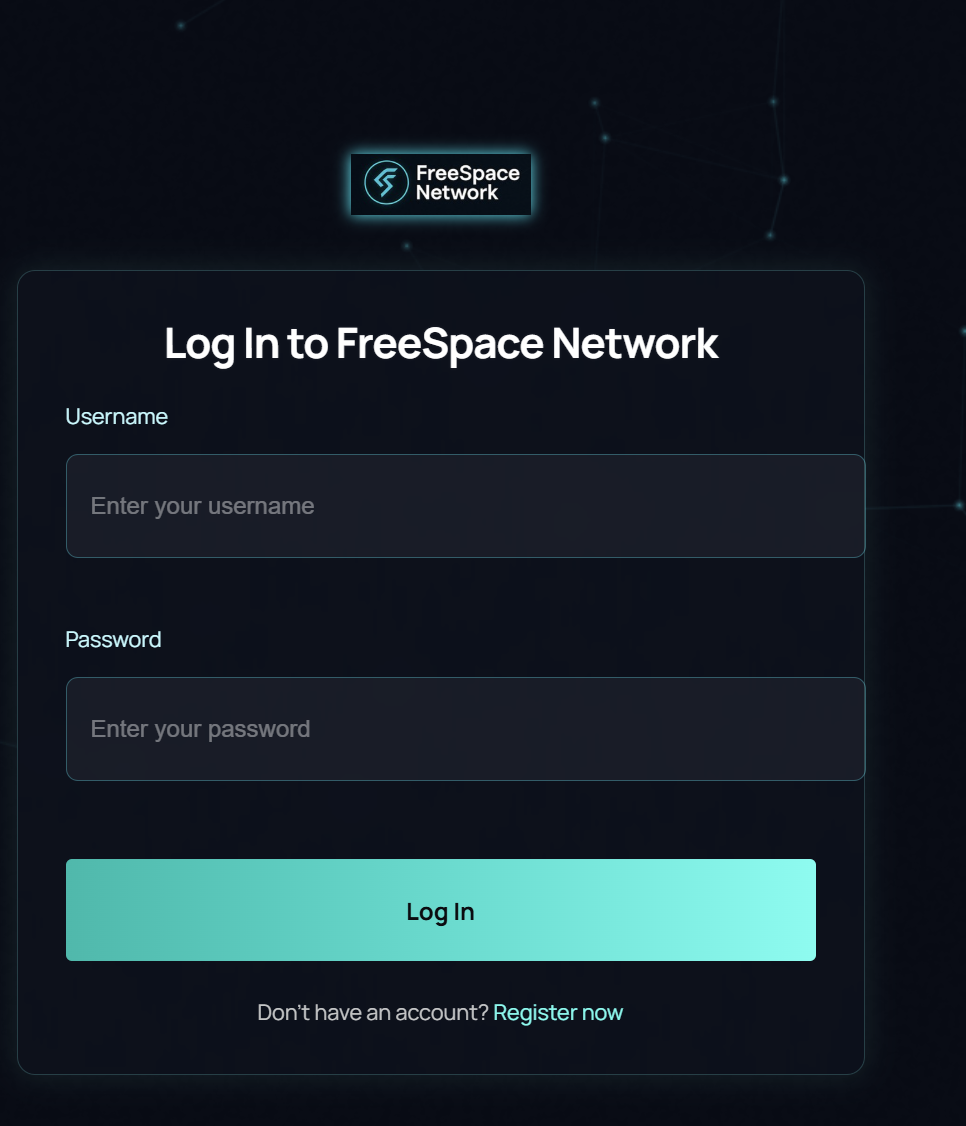 FreeSpace
Network
Log In to FreeSpace Network
Username
Enter your username
Password
Enter your password
Log In
Don't have an account? Register now